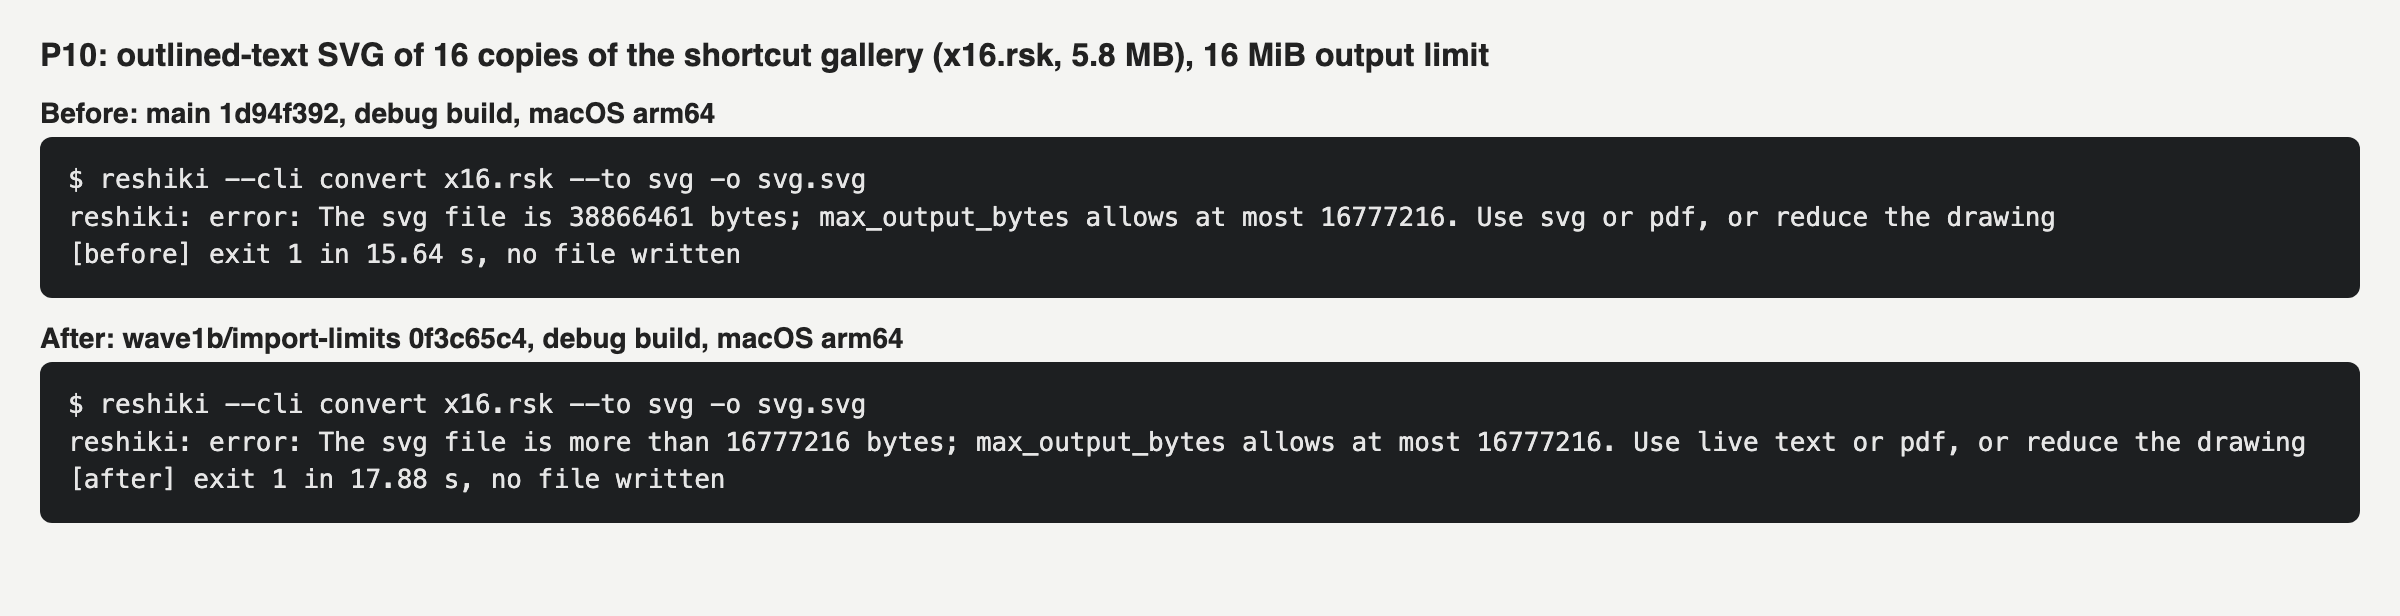 P10: outlined-text SVG of 16 copies of the shortcut gallery (x16.rsk, 5.8 MB), 16 MiB output limit
Before: main 1d94f392, debug build, macOS arm64
$ reshiki --cli convert x16.rsk --to svg -o svg.svg
reshiki: error: The svg file is 38866461 bytes; max_output_bytes allows at most 16777216. Use svg or pdf, or reduce the drawing
[before] exit 1 in 15.64 s, no file written
After: wave1b/import-limits 0f3c65c4, debug build, macOS arm64
$ reshiki --cli convert x16.rsk --to svg -o svg.svg
reshiki: error: The svg file is more than 16777216 bytes; max_output_bytes allows at most 16777216. Use live text or pdf, or reduce the drawing
[after] exit 1 in 17.88 s, no file written